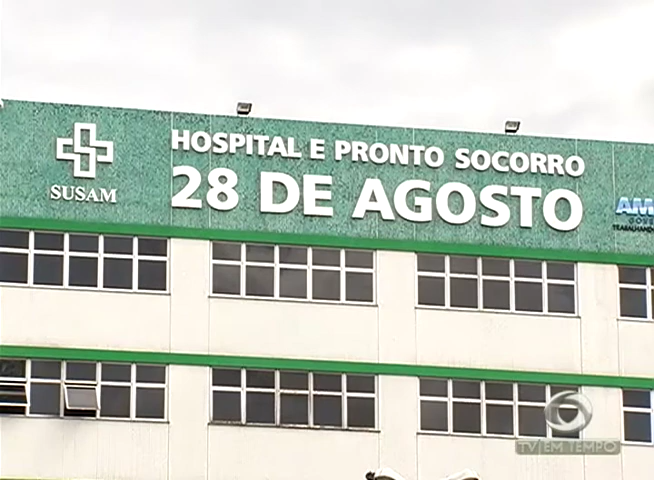 HOSPITAL E PRONTO SOCORRO
28 DE AGOSTO
SUSAM
TV EM TEMPO